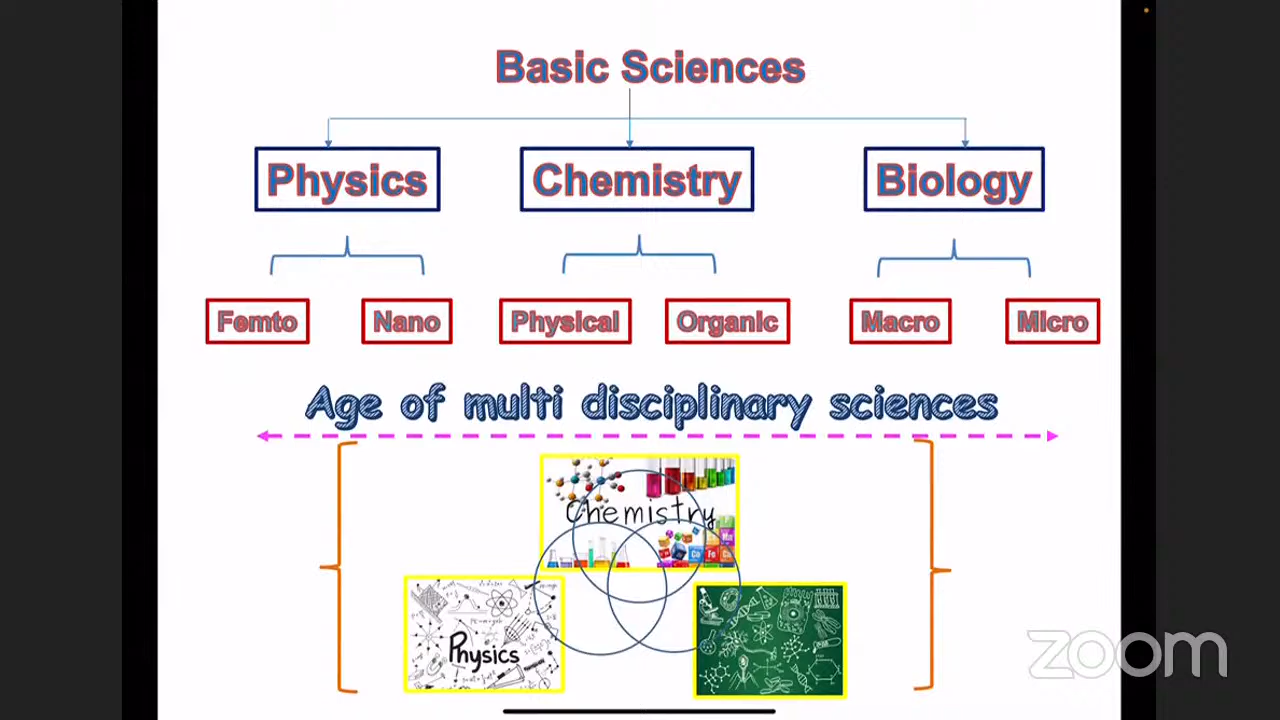 Basic Sciences
Physics Chemistry Biology
Femto Nano Physical Organic Macro Micro
Age of multi disciplinary sciences
Chemistry
Physics
zoom